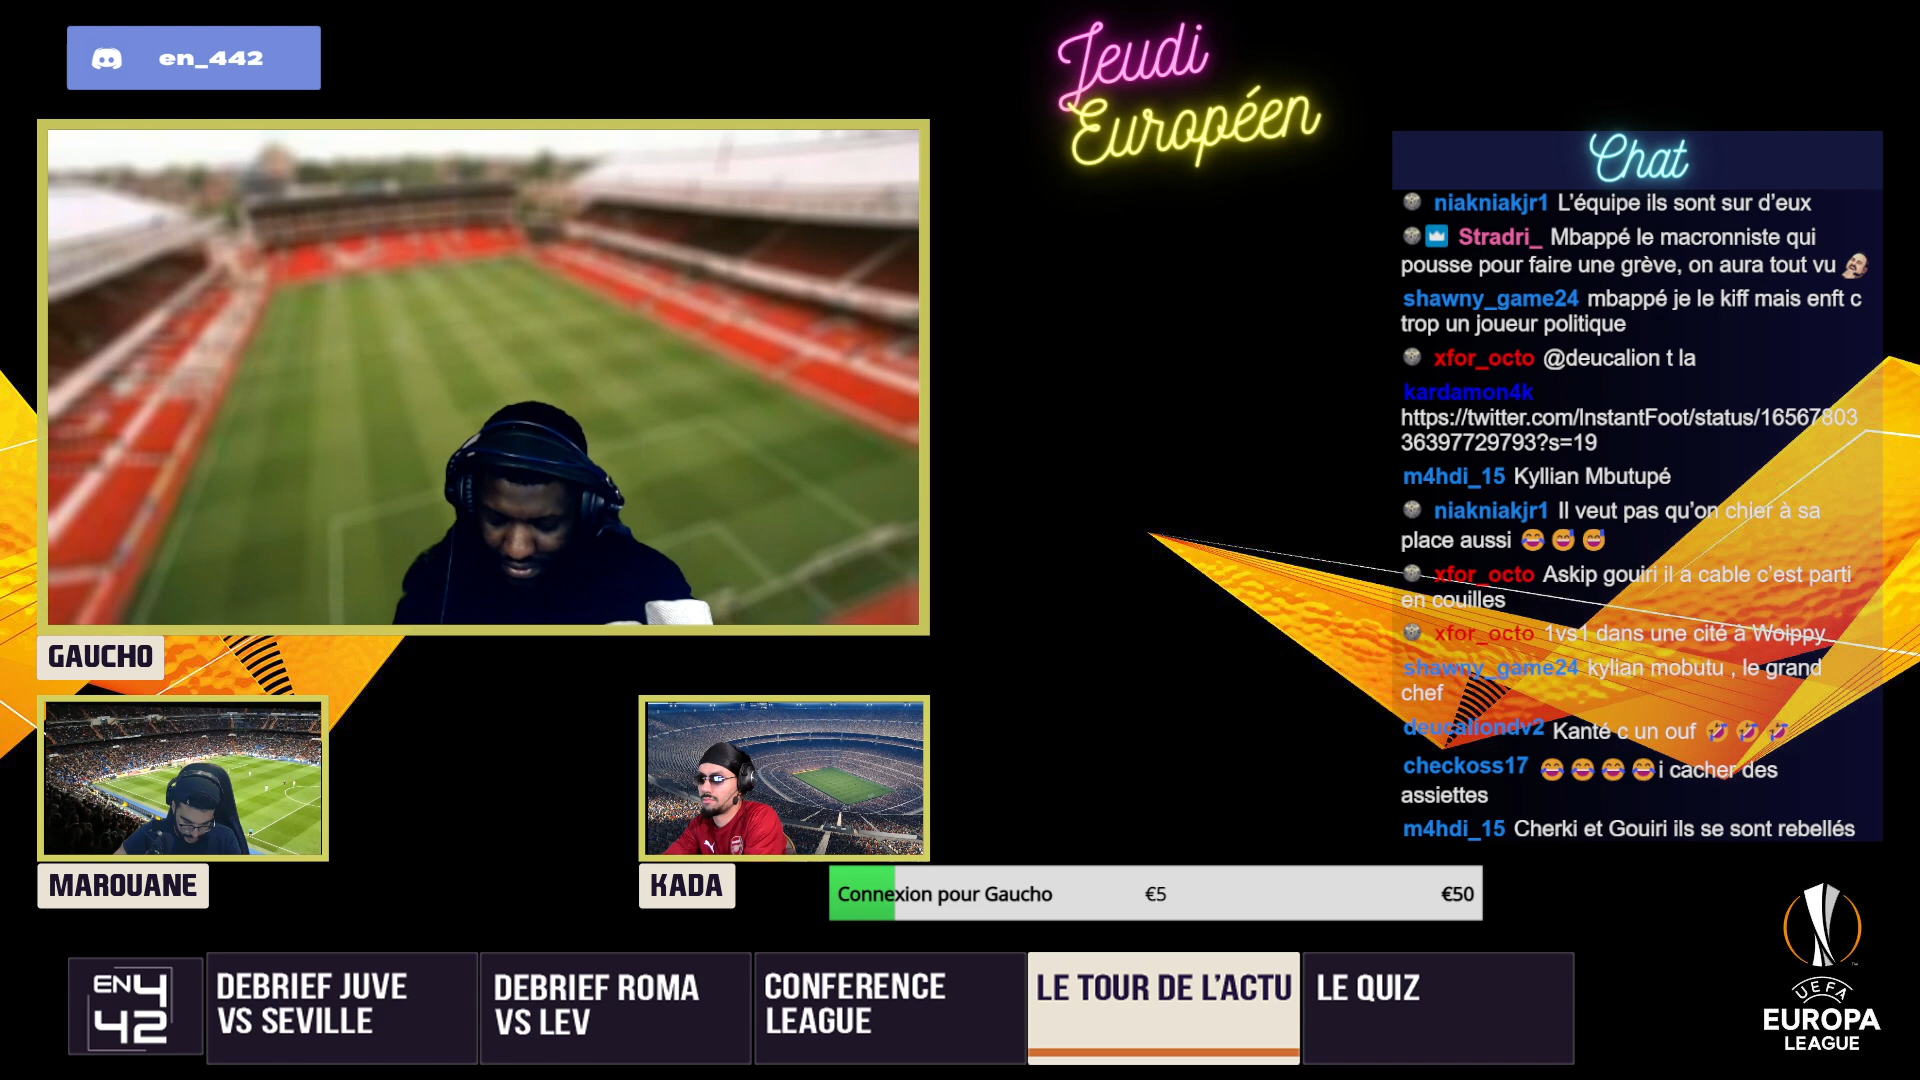 en_442
Jeudi
Européen
Chat
niakniakjr1 L'équipe ils sont sur d'eux
Stradri_ Mbappé le macronniste qui
pousse pour faire une grève, on aura tout vu
shawny_game24 mbappé je le kiff mais enft c
trop un joueur politique
xfor_octo @deucalion t la
kardamon4k
https://twitter.com/InstantFoot/status/16567803
36397729793?s=19
m4hdi_15 Kyllian Mbutupé
niakniakjr1 Il veut pas qu'on chier à sa
place aussi 😂 😅 😅
xfor_octo Askip gouiri il a cable c'est parti
en couilles
xfor_octo 1vs1 dans une cité à Woippy
shawny_game24 kylian mobutu , le grand
chef
deucaliondv2 Kanté c un ouf 🤣 🤣 🤣
checkoss17 😂 😂 😂 😂i cacher des
assiettes
m4hdi_15 Cherki et Gouiri ils se sont rebellés
GAUCHO
MAROUANE
KADA
Connexion pour Gaucho €5 €50
EN 4
42
DEBRIEF JUVE
VS SEVILLE
DEBRIEF ROMA
VS LEV
CONFERENCE
LEAGUE
LE TOUR DE L'ACTU
LE QUIZ
UEFA
EUROPA
LEAGUE